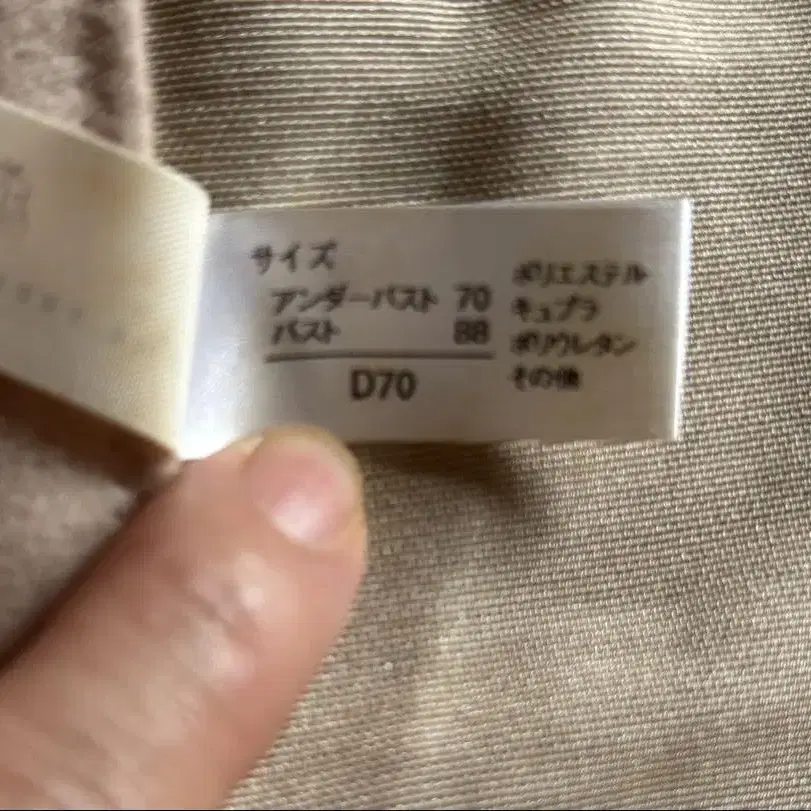 サイズ
アンダーバスト 70
バスト 88
D70
ポリエステル
キュプラ
ポリウレタン
その他